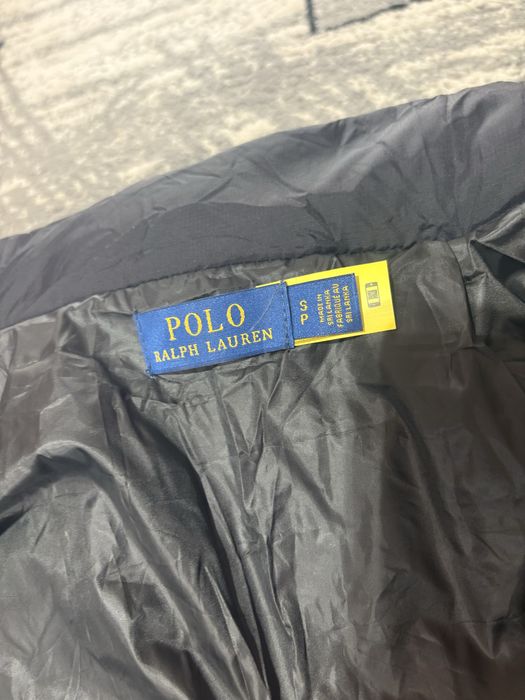 POLO
RALPH LAUREN
S
P
MADE IN
SRI LANKA
FABRIQUÉ AU
SRI LANKA